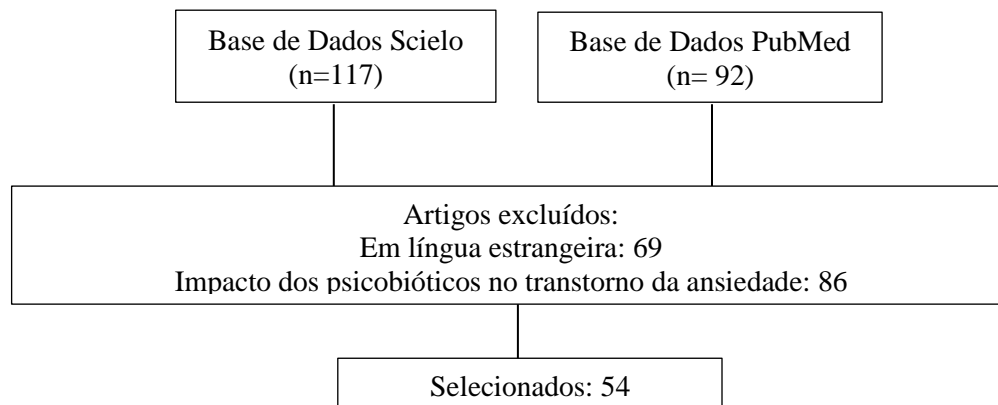 Base de Dados Scielo
(n=117)
Base de Dados PubMed
(n= 92)
Artigos excluídos:
Em língua estrangeira: 69
Impacto dos psicobióticos no transtorno da ansiedade: 86
Selecionados: 54